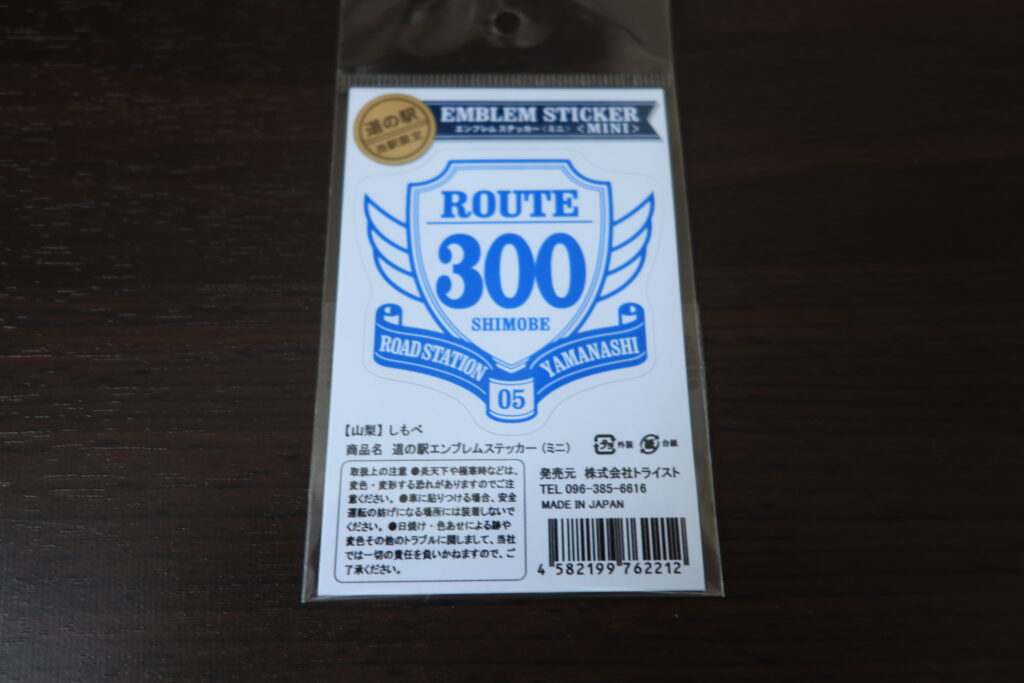 道の駅
当駅限定
EMBLEM STICKER
エンブレムステッカー〈ミニ〉 <MINI>
ROUTE
300
SHIMOBE
ROAD STATION
YAMANASHI
05
【山梨】しもべ
商品名 道の駅エンブレムステッカー（ミニ）
プラ 外装
紙 台紙
取扱上の注意 ●炎天下や極寒時などは、
変色・変形する恐れがありますのでご注
意ください。●車に貼りつける場合、安全
運転の妨げになる場所には装着しないで
ください。●日焼け・色あせによる跡や
変色その他のトラブルに関しまして、当社
では一切の責任を負いかねますので、ご
了承ください。
発売元 株式会社トライスト
TEL 096-385-6616
MADE IN JAPAN
4 582199 762212